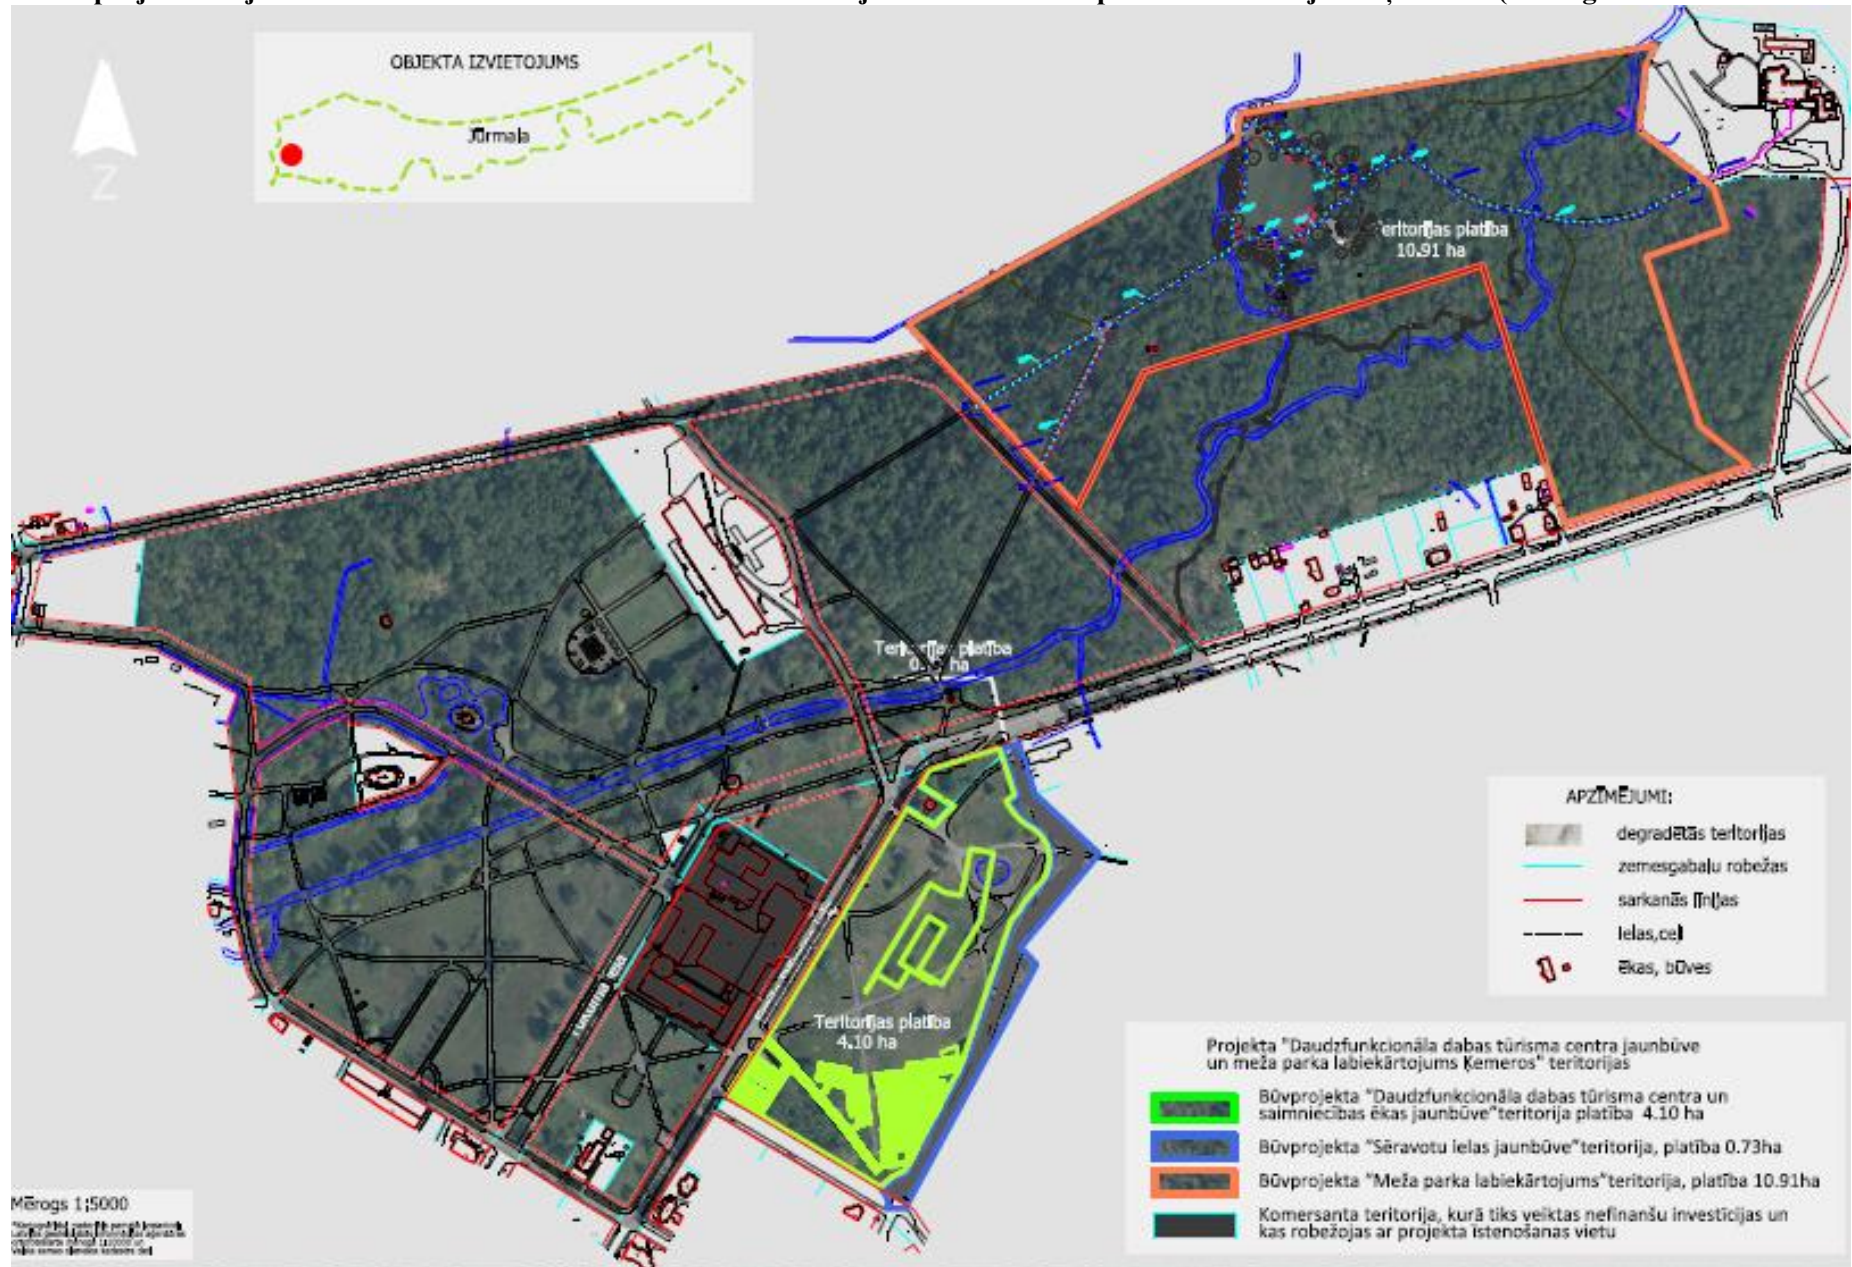 OBJEKTA IZVIETOJUMS
Jūrmala
Z
eritorijas platība
10.91 ha
Teritorijas platība
ha
Teritorijas platība
4.10 ha
APZĪMĒJUMI:
degradētās teritorijas
zemesgabalu robežas
sarkanās līnijas
ielas,ceļi
ēkas, būves
Projekta "Daudzfunkcionāla dabas tūrisma centra jaunbūve
un meža parka labiekārtojums Ķemeros" teritorijas
Būvprojekta "Daudzfunkcionāla dabas tūrisma centra un
saimniecības ēkas jaunbūve"teritorija platība 4.10 ha
Būvprojekta "Sēravotu ielas jaunbūve"teritorija, platība 0.73ha
Būvprojekta "Meža parka labiekārtojums"teritorija, platība 10.91ha
Komersanta teritorija, kurā tiks veiktas nefinanšu investīcijas un
kas robežojas ar projekta īstenošanas vietu
Mērogs 1:5000